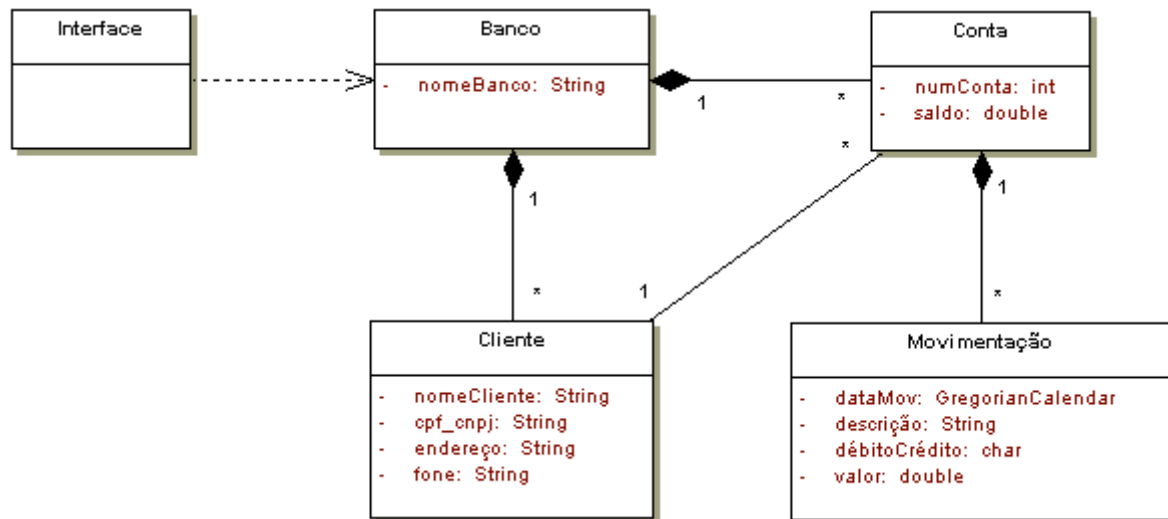 Interface
Banco
- nomeBanco: String
Conta
- numConta: int
- saldo: double
1
*
*
1
1
*
1
*
Cliente
- nomeCliente: String
- cpf_cnpj: String
- endereço: String
- fone: String
Movimentação
- dataMov: GregorianCalendar
- descrição: String
- débitoCrédito: char
- valor: double